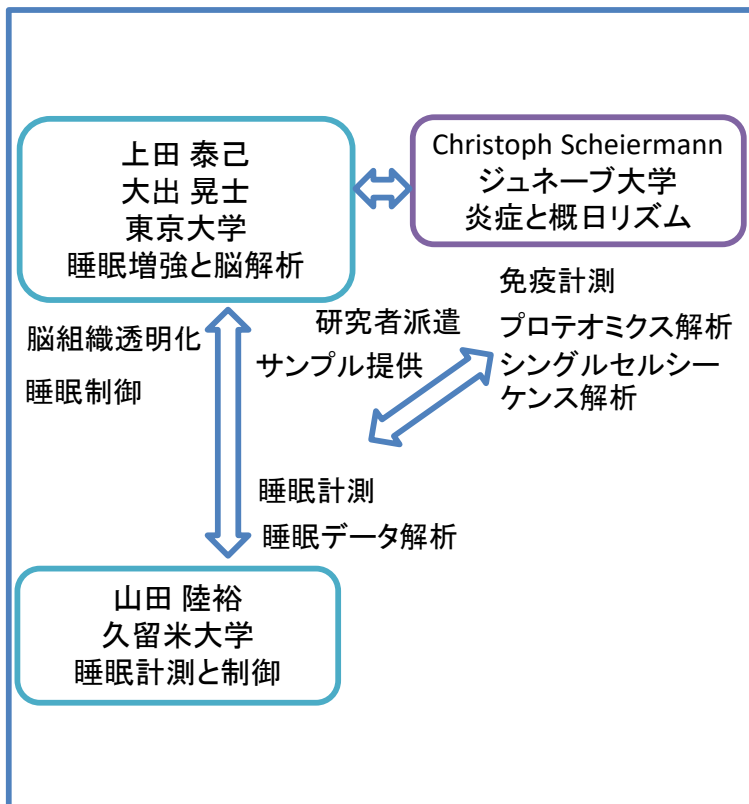 上田 泰己
大出 晃士
東京大学
睡眠増強と脳解析
Christoph Scheiermann
ジュネーブ大学
炎症と概日リズム
脳組織透明化
睡眠制御
研究者派遣
サンプル提供
免疫計測
プロテオミクス解析
シングルセルシー
ケンス解析
睡眠計測
睡眠データ解析
山田 陸裕
久留米大学
睡眠計測と制御